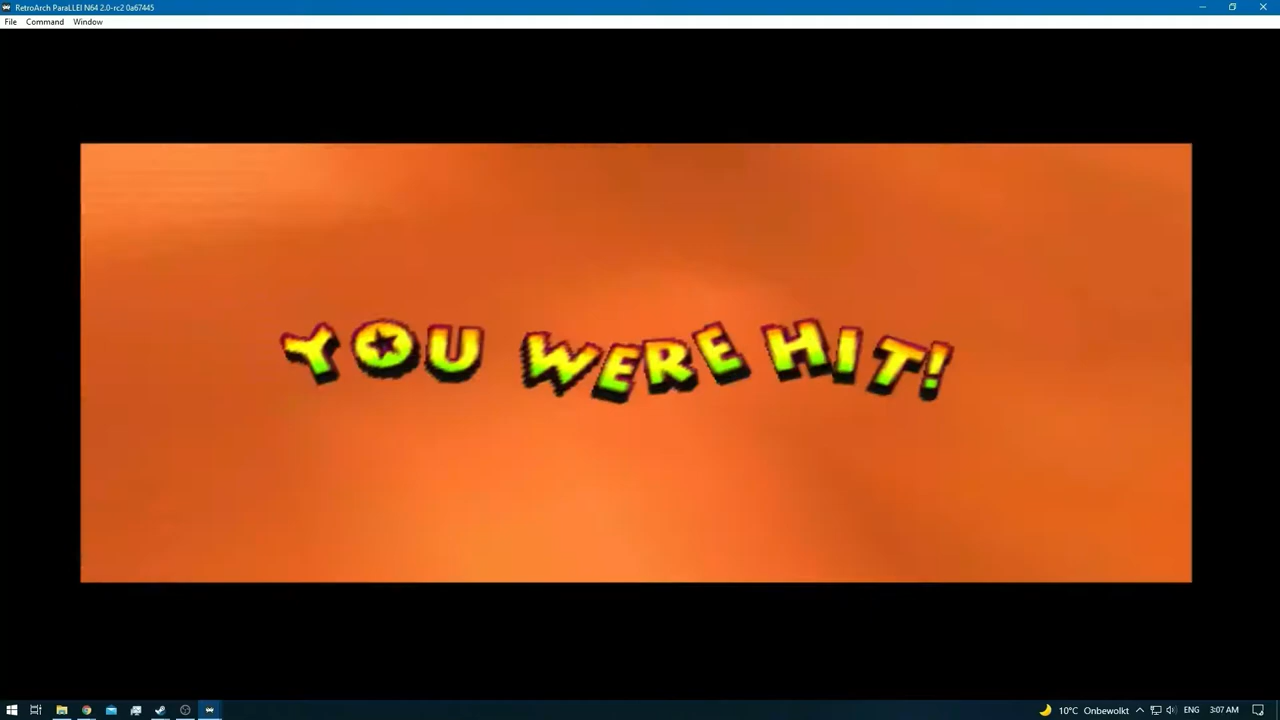 RetroArch ParaLLEl N64 2.0-rc2 0a67445
File Command Window
YOU WERE HIT!
10°C Onbewolkt ENG 3:07 AM